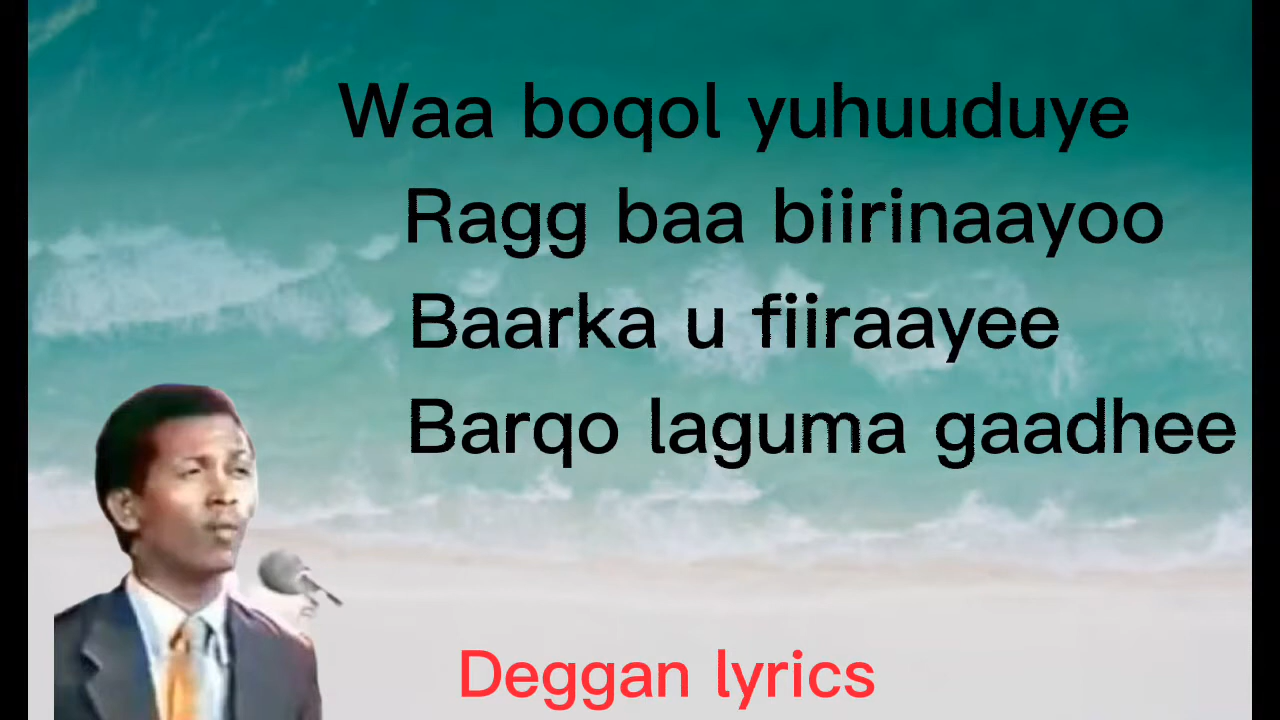 Waa boqol yuhuuduye
Ragg baa biirinaayoo
Baarka u fiiraayee
Barqo laguma gaadhee
Deggan lyrics